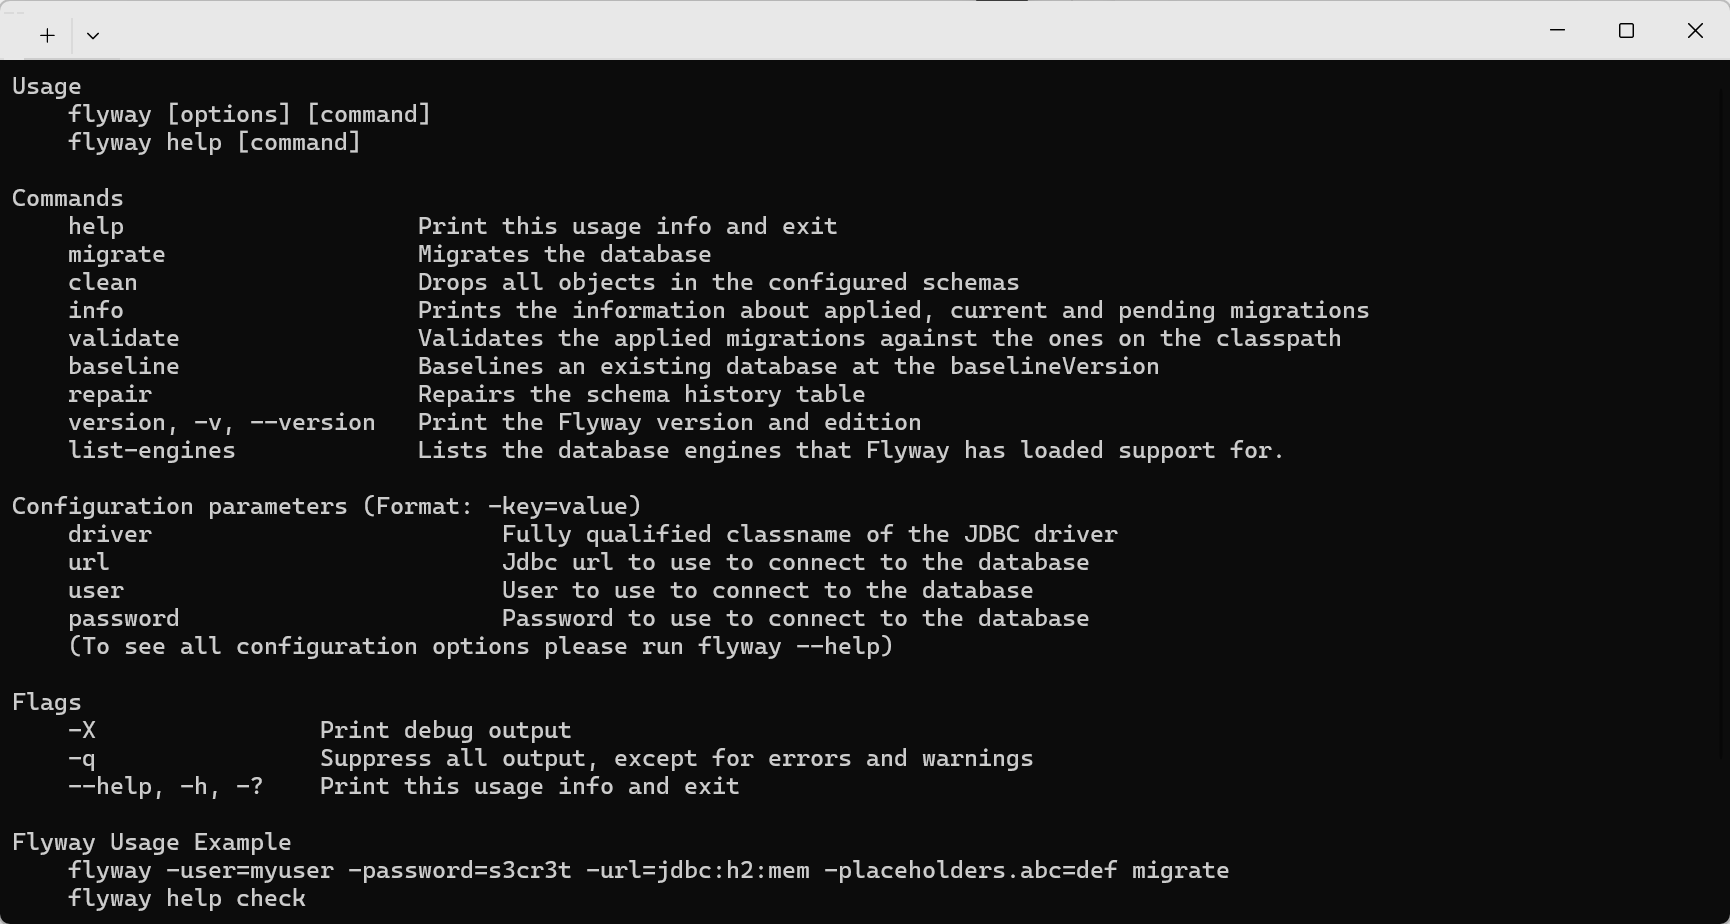 Usage
    flyway [options] [command]
    flyway help [command]

Commands
    help                     Print this usage info and exit
    migrate                  Migrates the database
    clean                    Drops all objects in the configured schemas
    info                     Prints the information about applied, current and pending migrations
    validate                 Validates the applied migrations against the ones on the classpath
    baseline                 Baselines an existing database at the baselineVersion
    repair                   Repairs the schema history table
    version, -v, --version   Print the Flyway version and edition
    list-engines             Lists the database engines that Flyway has loaded support for.

Configuration parameters (Format: -key=value)
    driver                         Fully qualified classname of the JDBC driver
    url                            Jdbc url to use to connect to the database
    user                           User to use to connect to the database
    password                       Password to use to connect to the database
    (To see all configuration options please run flyway --help)

Flags
    -X                Print debug output
    -q                Suppress all output, except for errors and warnings
    --help, -h, -?    Print this usage info and exit

Flyway Usage Example
    flyway -user=myuser -password=s3cr3t -url=jdbc:h2:mem -placeholders.abc=def migrate
    flyway help check